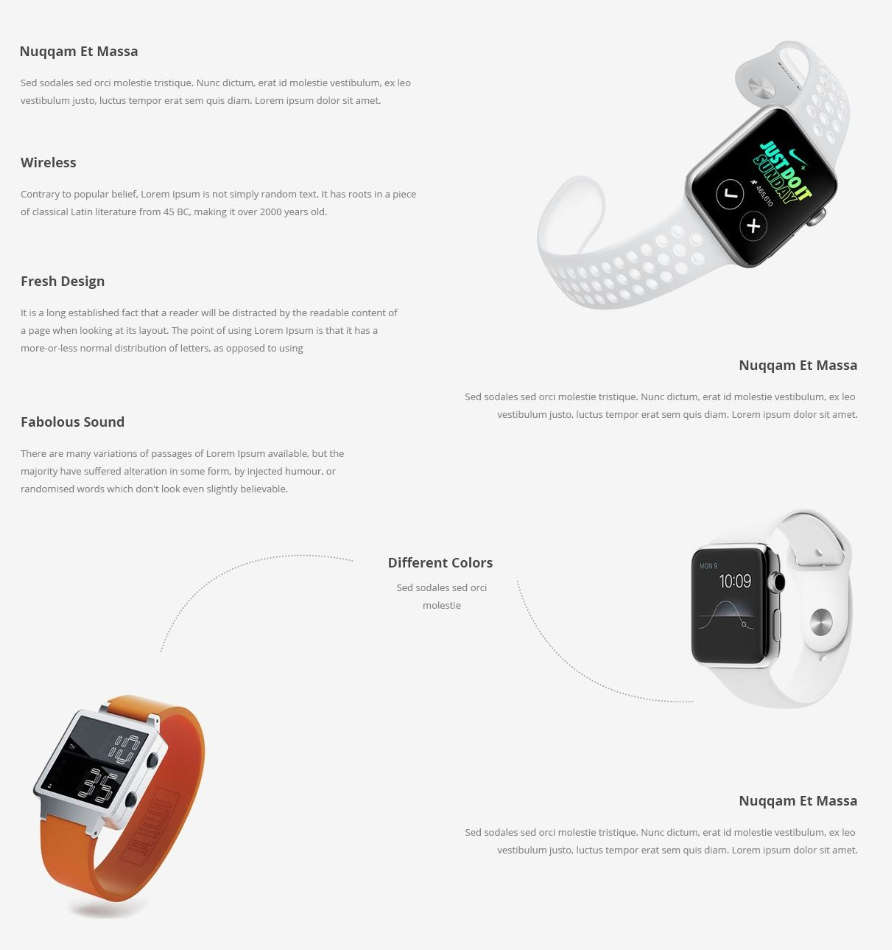 Nuqqam Et Massa
Sed sodales sed orci molestie tristique. Nunc dictum, erat id molestie vestibulum, ex leo
vestibulum justo, luctus tempor erat sem quis diam. Lorem ipsum dolor sit amet.
Wireless
Contrary to popular belief, Lorem Ipsum is not simply random text. It has roots in a piece
of classical Latin literature from 45 BC, making it over 2000 years old.
Fresh Design
It is a long established fact that a reader will be distracted by the readable content of
a page when looking at its layout. The point of using Lorem Ipsum is that it has a
more-or-less normal distribution of letters, as opposed to using
Fabolous Sound
There are many variations of passages of Lorem Ipsum available, but the
majority have suffered alteration in some form, by injected humour, or
randomised words which don't look even slightly believable.
JUST DO IT
SUNDAY
Nuqqam Et Massa
Sed sodales sed orci molestie tristique. Nunc dictum, erat id molestie vestibulum, ex leo
vestibulum justo, luctus tempor erat sem quis diam. Lorem ipsum dolor sit amet.
Different Colors
Sed sodales sed orci
molestie
MON 9
10:09
Nuqqam Et Massa
Sed sodales sed orci molestie tristique. Nunc dictum, erat id molestie vestibulum, ex leo
vestibulum justo, luctus tempor erat sem quis diam. Lorem ipsum dolor sit amet.